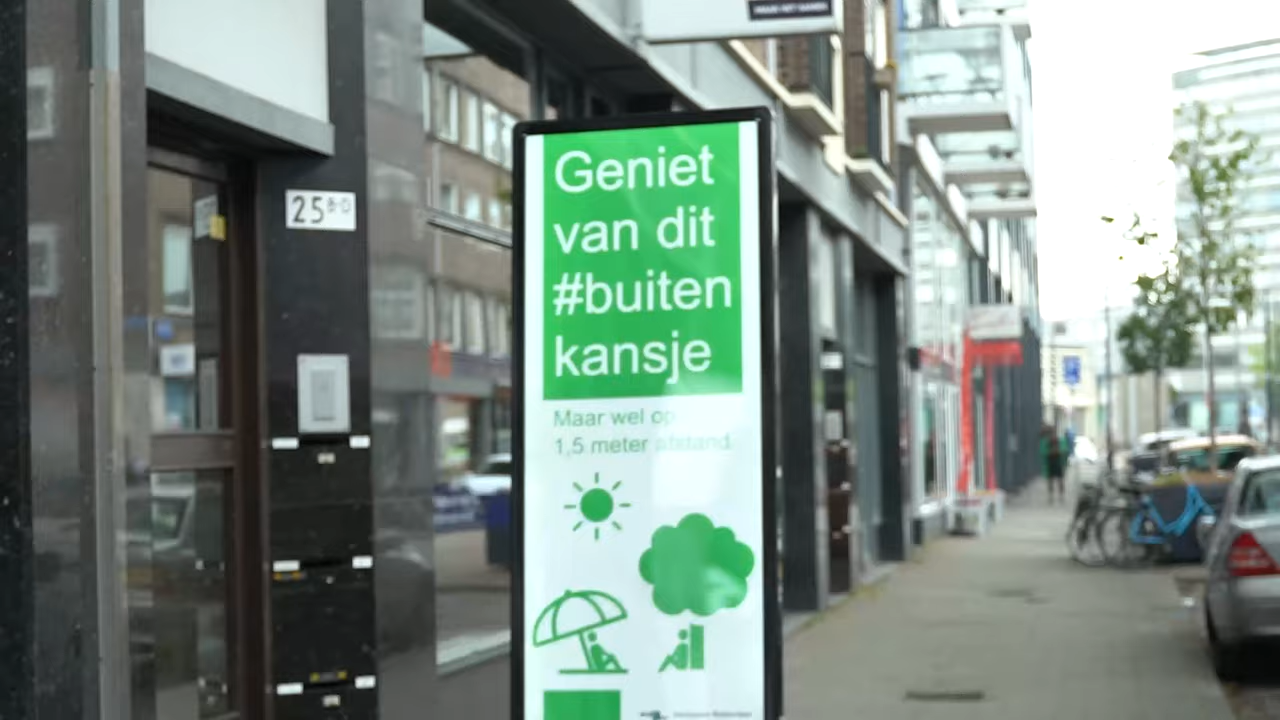 25 B-D
Geniet
van dit
#buiten
kansje
Maar wel op
1,5 meter afstand